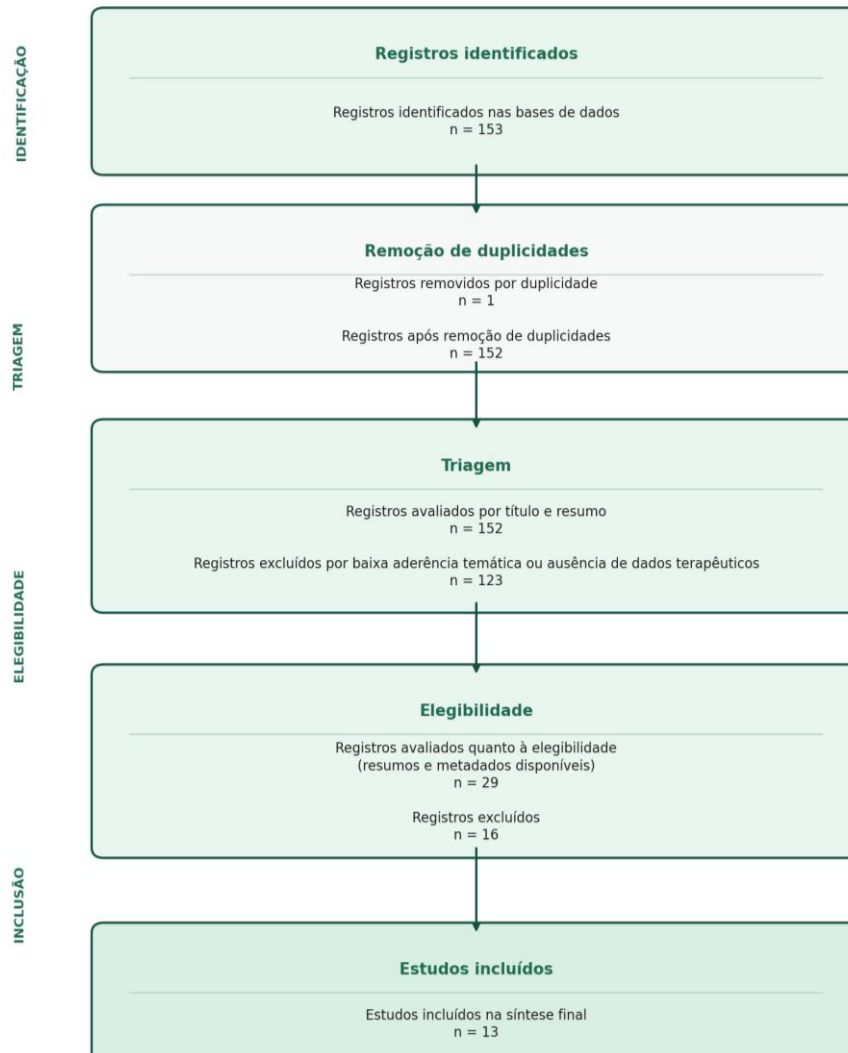 IDENTIFICAÇÃO
Registros identificados
Registros identificados nas bases de dados
n = 153
Remoção de duplicidades
Registros removidos por duplicidade
n = 1
Registros após remoção de duplicidades
n = 152
TRIAGEM
Triagem
Registros avaliados por título e resumo
n = 152
Registros excluídos por baixa aderência temática ou ausência de dados terapêuticos
n = 123
ELEGIBILIDADE
Elegibilidade
Registros avaliados quanto à elegibilidade
(resumos e metadados disponíveis)
n = 29
Registros excluídos
n = 16
INCLUSÃO
Estudos incluídos
Estudos incluídos na síntese final
n = 13